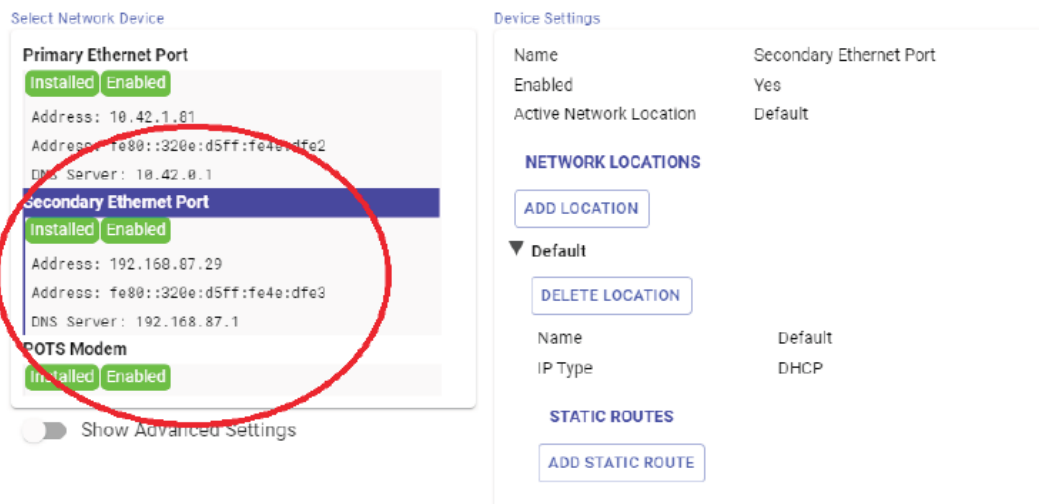 Select Network Device
Primary Ethernet Port
Installed Enabled
Address: 10.42.1.81
Address: fe80::320e:d5ff:fe4e:dfe2
DNS Server: 10.42.0.1
Secondary Ethernet Port
Installed Enabled
Address: 192.168.87.29
Address: fe80::320e:d5ff:fe4e:dfe3
DNS Server: 192.168.87.1
POTS Modem
Installed Enabled
Show Advanced Settings
Device Settings
Name Secondary Ethernet Port
Enabled Yes
Active Network Location Default
NETWORK LOCATIONS
ADD LOCATION
Default
DELETE LOCATION
Name Default
IP Type DHCP
STATIC ROUTES
ADD STATIC ROUTE